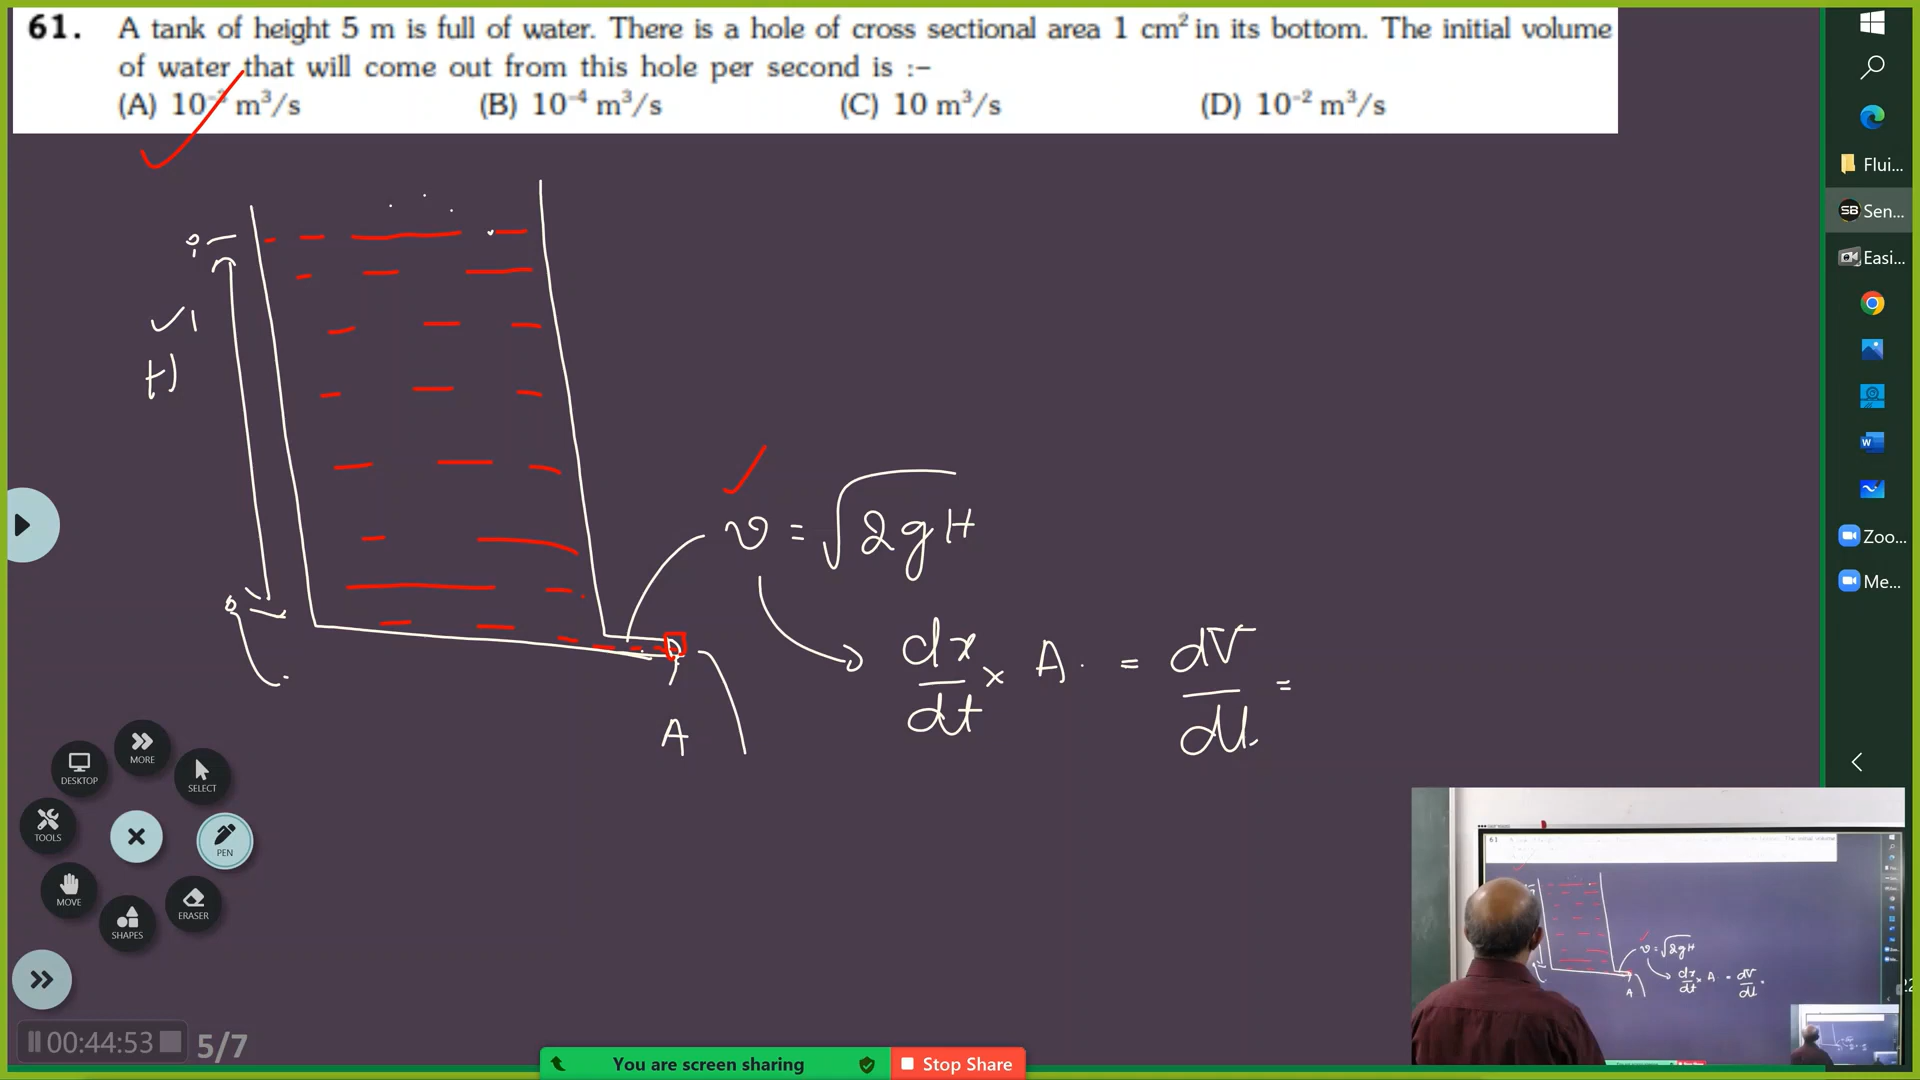 61. A tank of height 5 m is full of water. There is a hole of cross sectional area 1 cm² in its bottom. The initial volume
of water that will come out from this hole per second is :–
(A) 10⁻³ m³/s (B) 10⁻⁴ m³/s (C) 10 m³/s (D) 10⁻² m³/s
H
v = √2gH
dx/dt × A = dV/dt =
A
DESKTOP
MORE
SELECT
TOOLS
PEN
MOVE
SHAPES
ERASER
00:44:53 5/7
You are screen sharing
Stop Share
Flui...
SB Sen...
Easi...
Zoo...
Me...